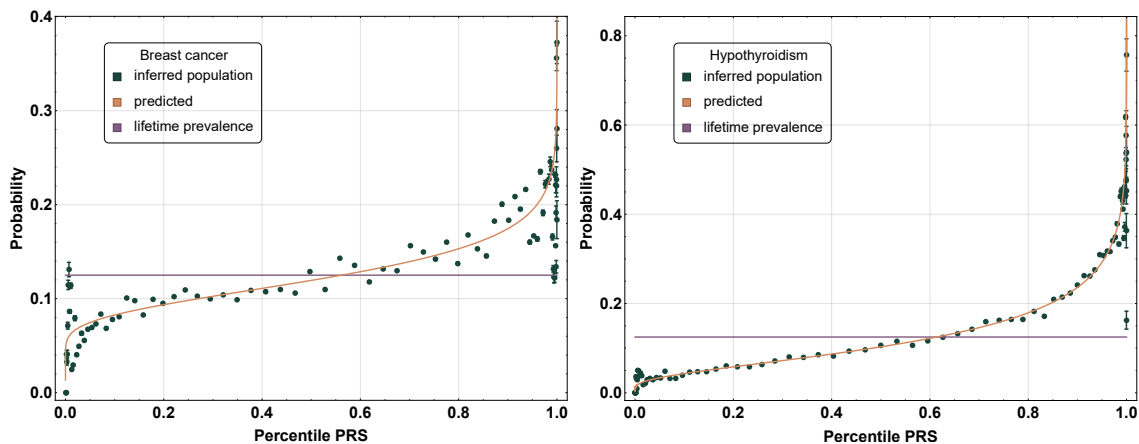 Breast cancer
inferred population
predicted
lifetime prevalence
Probability
0.4
0.3
0.2
0.1
0.0
0.0
0.2
0.4
0.6
0.8
1.0
Percentile PRS
Hypothyroidism
inferred population
predicted
lifetime prevalence
Probability
0.8
0.6
0.4
0.2
0.0
0.0
0.2
0.4
0.6
0.8
1.0
Percentile PRS